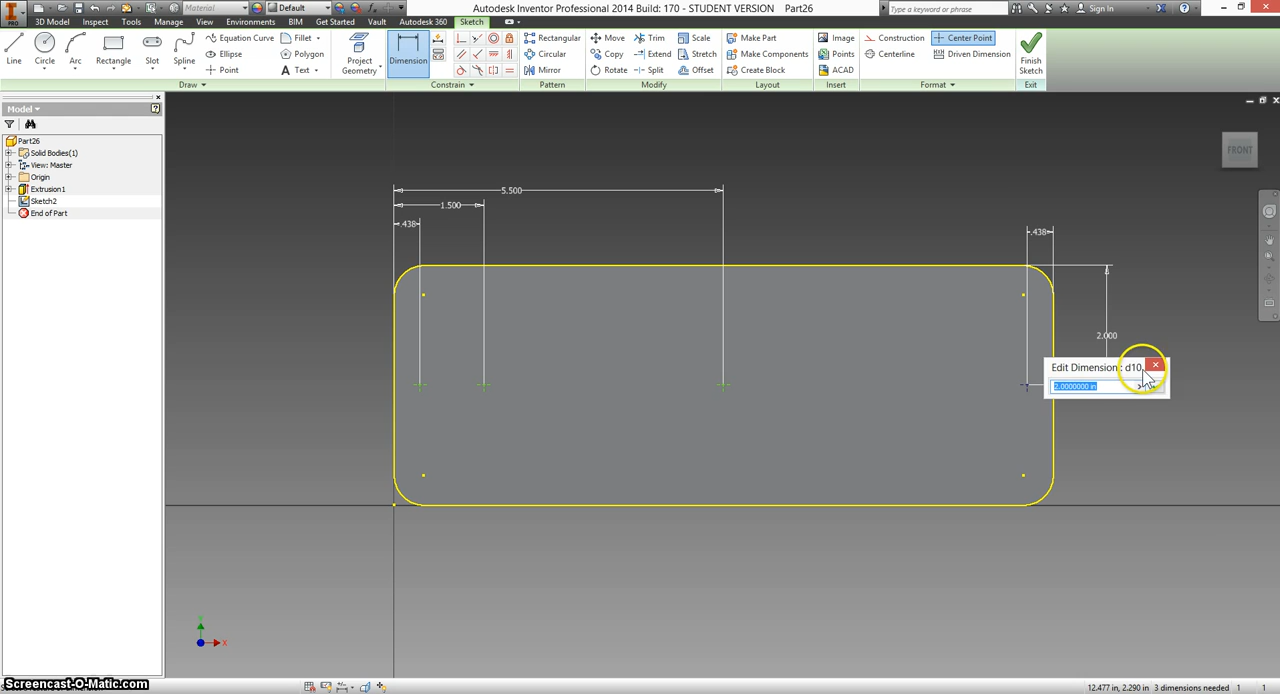 Material
Default
Autodesk Inventor Professional 2014 Build: 170 - STUDENT VERSION Part26
Type a keyword or phrase
Sign In
PRO
3D Model Inspect Tools Manage View Environments BIM Get Started Vault Autodesk 360 Sketch
Line Circle Arc Rectangle Slot Spline
Equation Curve Fillet
Ellipse Polygon
Point Text
Project Geometry
Dimension
Rectangular Move Trim Scale Make Part Image Construction Center Point
Circular Copy Extend Stretch Make Components Points Centerline Driven Dimension
Mirror Rotate Split Offset Create Block ACAD
Finish Sketch
Draw Constrain Pattern Modify Layout Insert Format Exit
Model
Part26
Solid Bodies(1)
View: Master
Origin
Extrusion1
Sketch2
End of Part
FRONT
5.500
1.500
.438
.438
2.000
Edit Dimension : d10
2.0000000 in
Y
X
Screencast-O-Matic.com
12.477 in, 2.290 in 3 dimensions needed 1 1